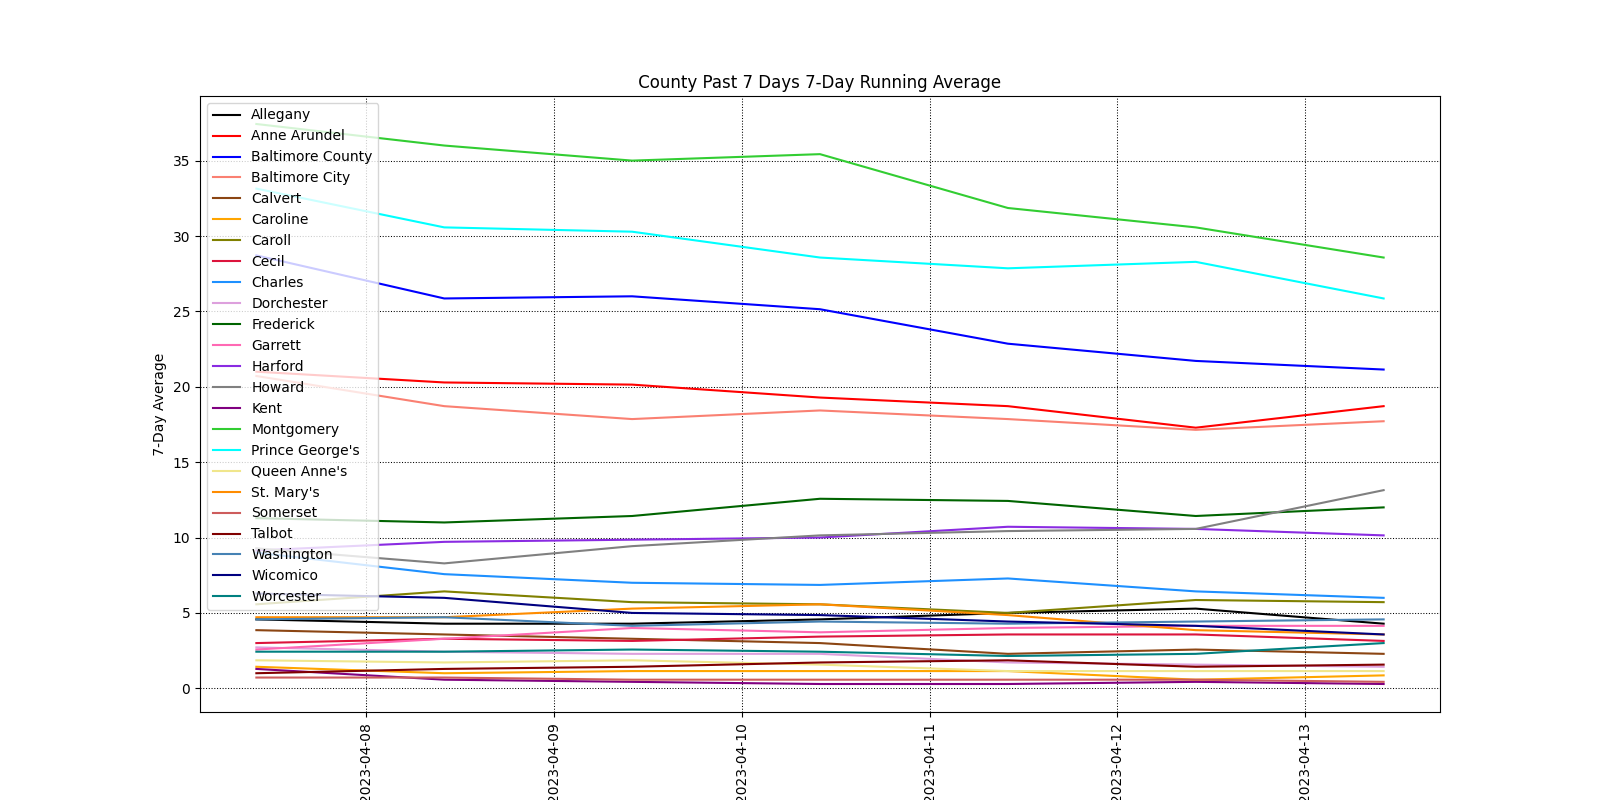 County Past 7 Days 7-Day Running Average
Allegany
Anne Arundel
Baltimore County
Baltimore City
Calvert
Caroline
Caroll
Cecil
Charles
Dorchester
Frederick
Garrett
Harford
Howard
Kent
Montgomery
Prince George's
Queen Anne's
St. Mary's
Somerset
Talbot
Washington
Wicomico
Worcester
7-Day Average
35
30
25
20
15
10
5
0
2023-04-08
2023-04-09
2023-04-10
2023-04-11
2023-04-12
2023-04-13